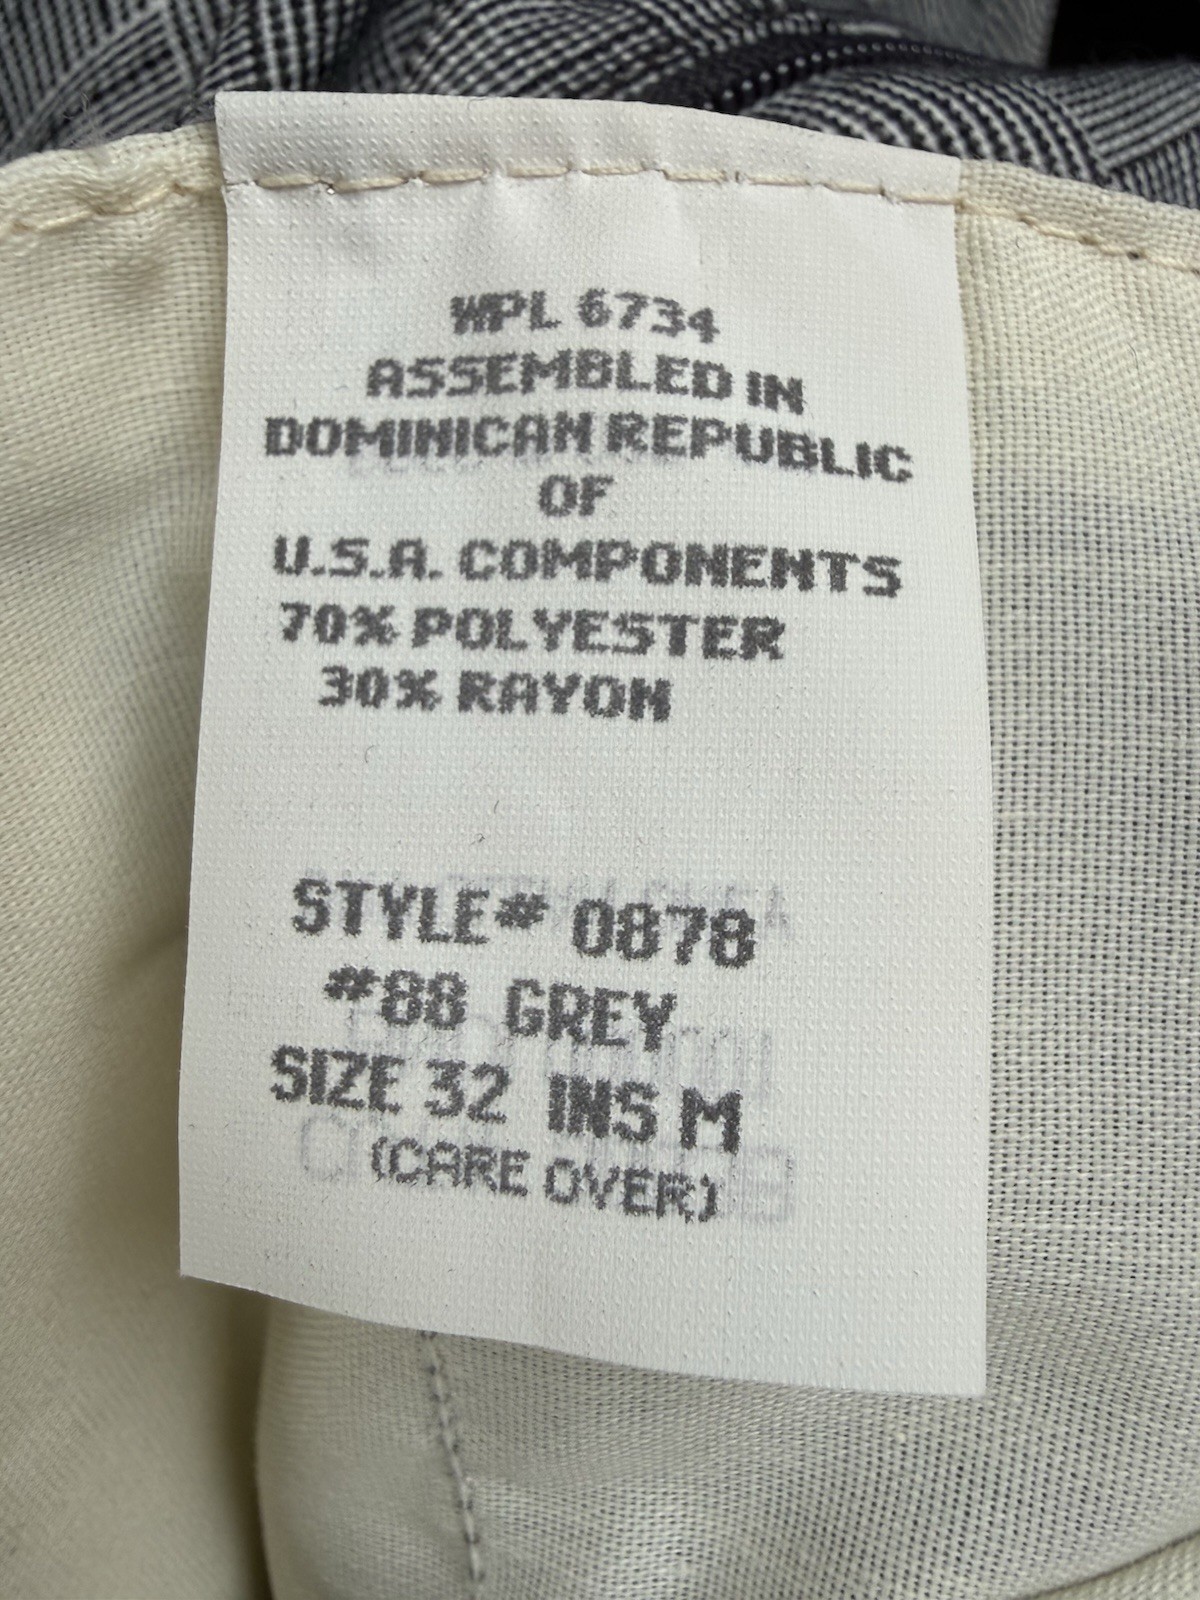 WPL 6734
ASSEMBLED IN
DOMINICAN REPUBLIC
OF
U.S.A. COMPONENTS
70% POLYESTER
30% RAYON
STYLE# 0878
#88 GREY
SIZE 32 INS M
(CARE OVER)